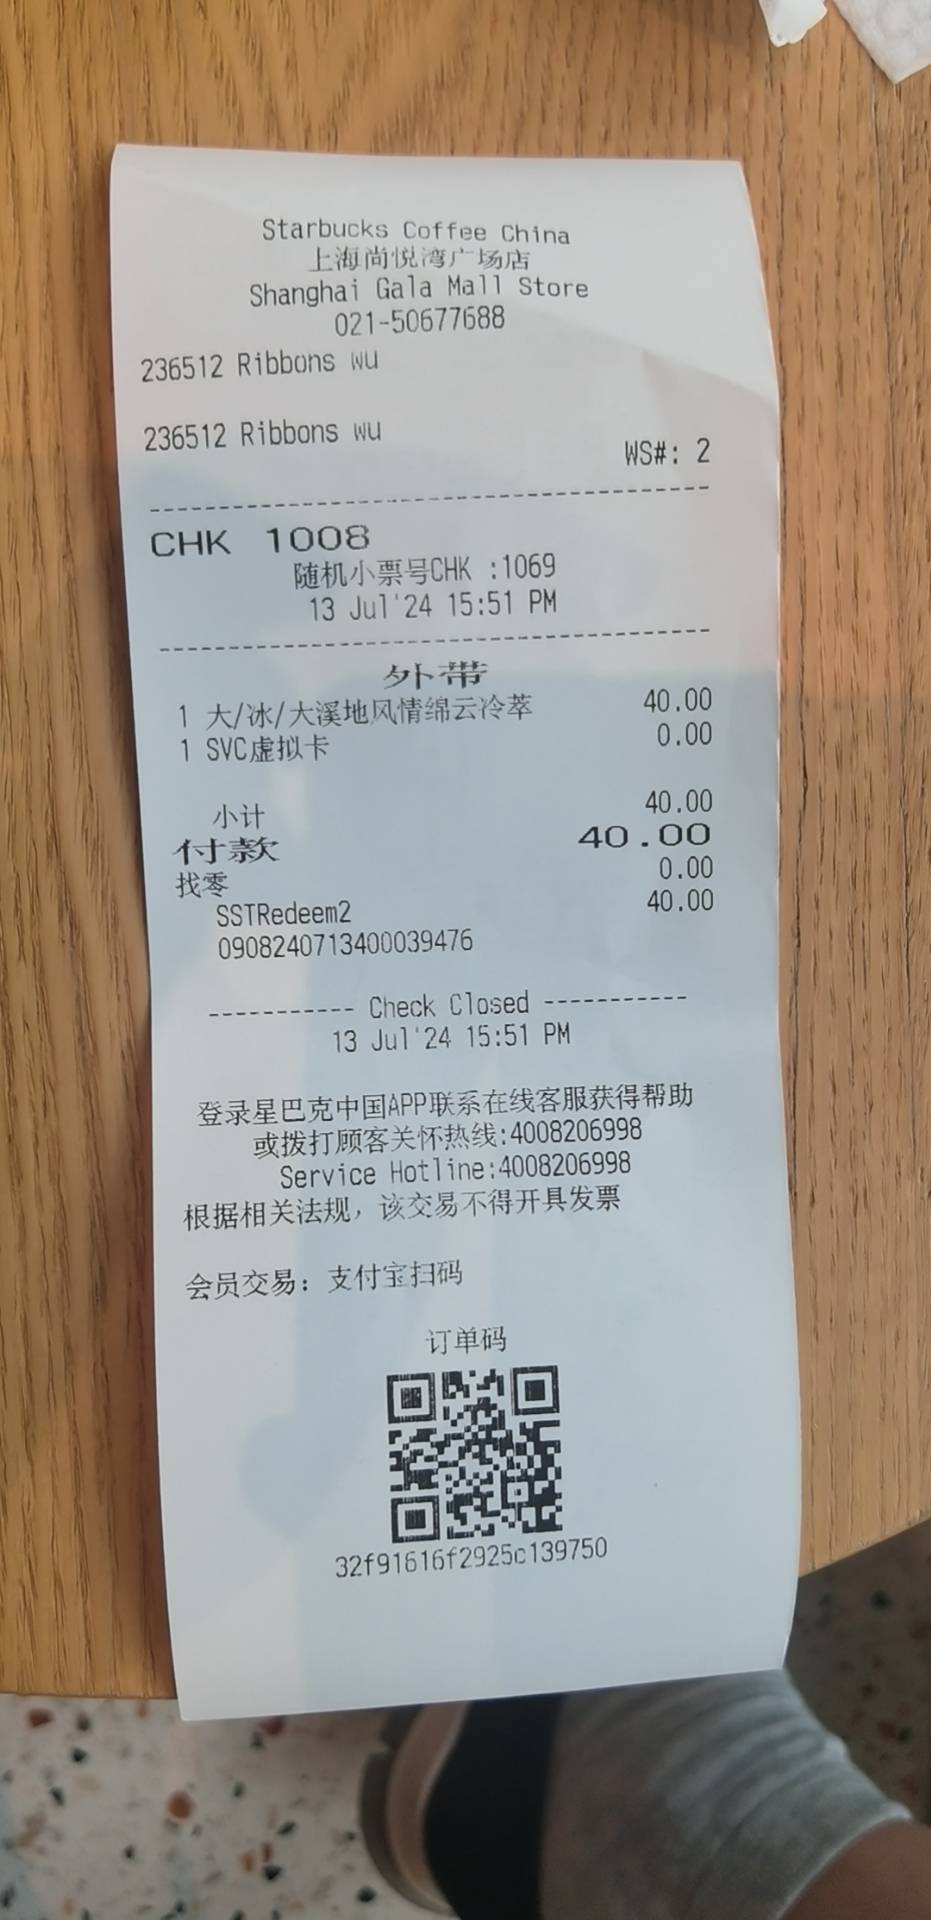 Starbucks Coffee China
上海尚悦湾广场店
Shanghai Gala Mall Store
021-50677688
236512 Ribbons wu
236512 Ribbons wu
WS#: 2
CHK 1008
随机小票号CHK :1069
13 Jul'24 15:51 PM
外带
1 大/冰/大溪地风情绵云冷萃 40.00
1 SVC虚拟卡 0.00
小计 40.00
付款 40.00
找零 0.00
SSTRedeem2 40.00
0908240713400039476
----------- Check Closed -----------
13 Jul'24 15:51 PM
登录星巴克中国APP联系在线客服获得帮助
或拨打顾客关怀热线:4008206998
Service Hotline:4008206998
根据相关法规，该交易不得开具发票
会员交易：支付宝扫码
订单码
32f91616f2925c139750